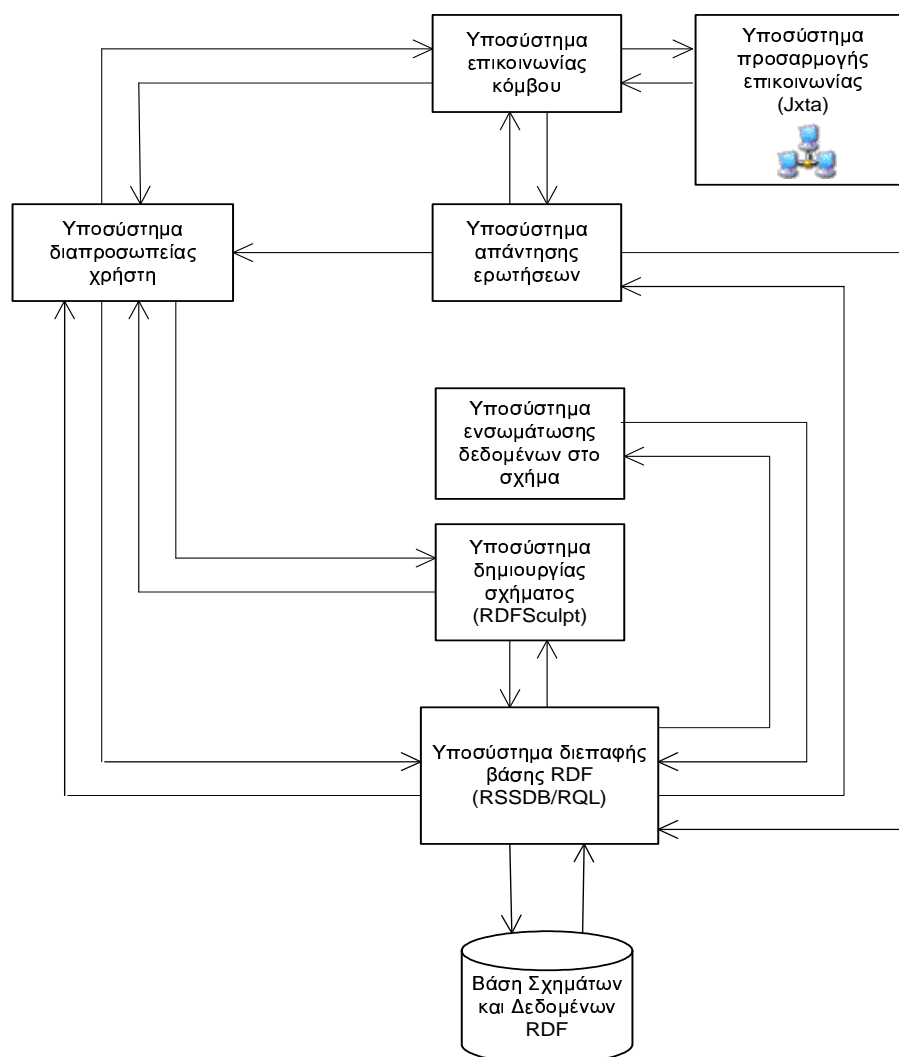 Υποσύστημα
επικοινωνίας
κόμβου
Υποσύστημα
προσαρμογής
επικοινωνίας
(Jxta)
Υποσύστημα
διαπροσωπείας
χρήστη
Υποσύστημα
απάντησης
ερωτήσεων
Υποσύστημα
ενσωμάτωσης
δεδομένων στο
σχήμα
Υποσύστημα
δημιουργίας
σχήματος
(RDFSculpt)
Υποσύστημα διεπαφής
βάσης RDF
(RSSDB/RQL)
Βάση Σχημάτων
και Δεδομένων
RDF